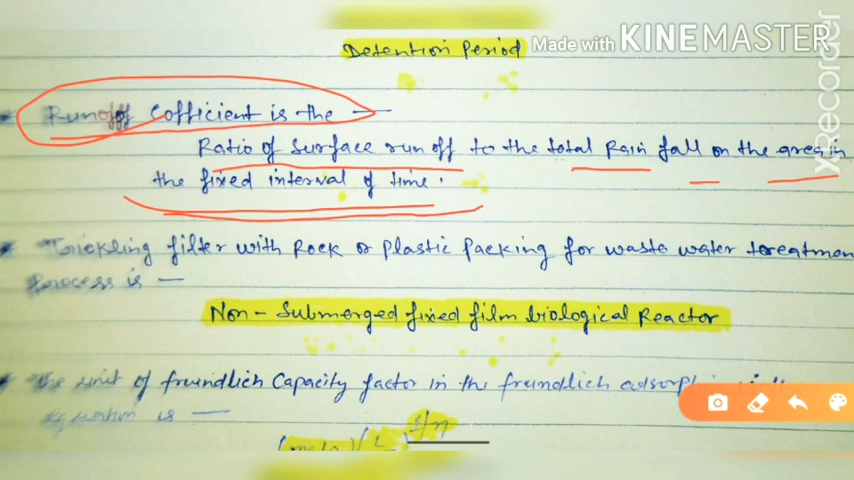 Detention Period
Made with KINEMASTER
XRecorder
Runoff Cofficient is the —
Ratio of Surface run off to the total Rain fall on the area in
the fixed interval of time.
Trickling filter with Rock or Plastic Packing for waste water treatmen
Process is —
Non - Submerged fixed film biological Reactor
The unit of freundlich Capacity factor in the freundlich
Equation is —
1/n